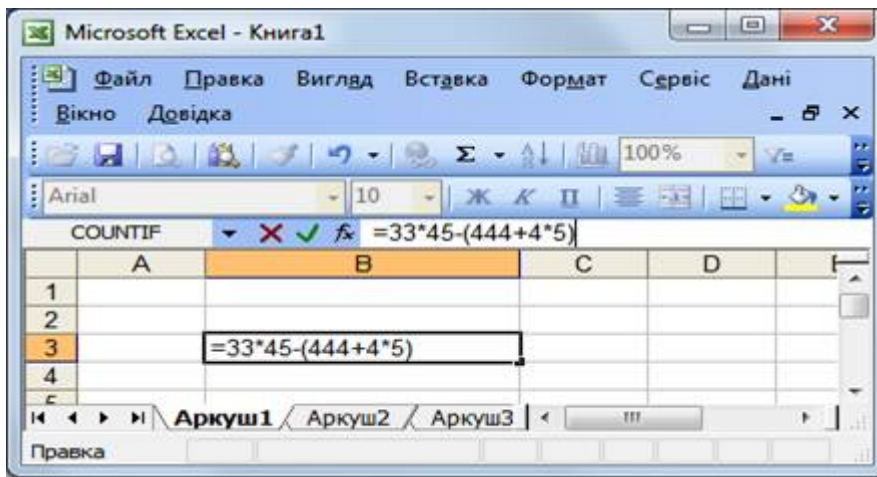 Microsoft Excel - Книга1
Файл Правка Вигляд Вставка Формат Сервіс Дані
Вікно Довідка
Σ 100%
Arial 10 Ж К П
COUNTIF fx =33*45-(444+4*5)
A B C D
1
2
3 =33*45-(444+4*5)
4
Аркуш1 Аркуш2 Аркуш3
Правка